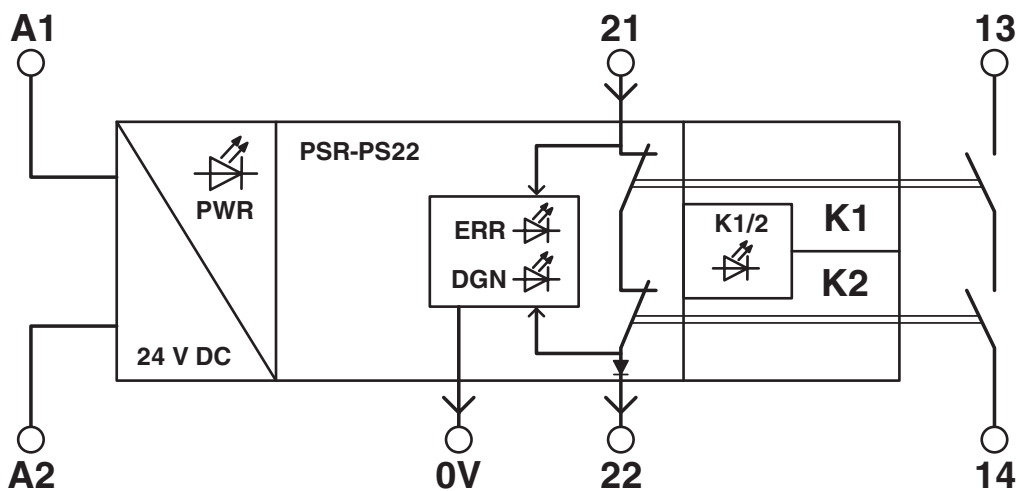 A1
21
13
PSR-PS22
PWR
ERR
DGN
K1/2
K1
K2
24 V DC
A2
0V
22
14